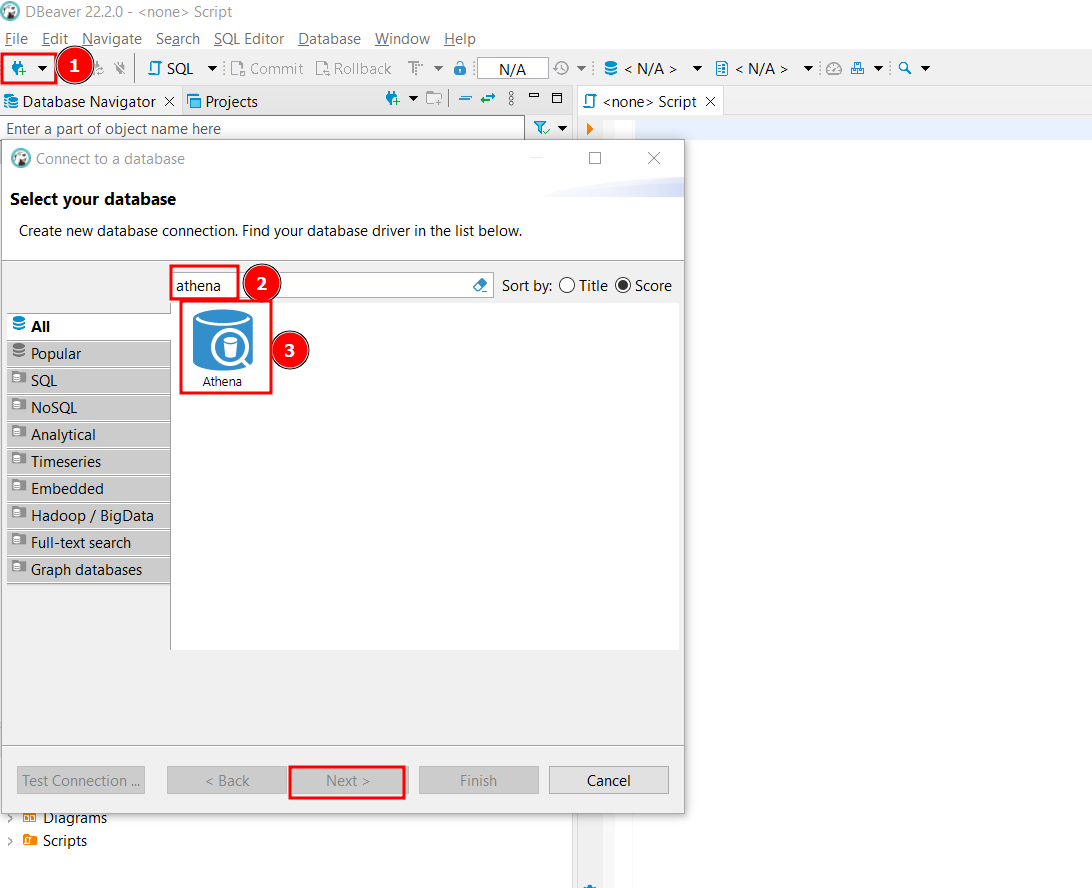 DBeaver 22.2.0 - <none> Script
File Edit Navigate Search SQL Editor Database Window Help
1 SQL Commit Rollback N/A < N/A > < N/A >
Database Navigator Projects <none> Script
Enter a part of object name here
Connect to a database
Select your database
Create new database connection. Find your database driver in the list below.
athena 2 Sort by: Title Score
All
Popular
SQL
NoSQL
Analytical
Timeseries
Embedded
Hadoop / BigData
Full-text search
Graph databases
3
Athena
Test Connection ... < Back Next > Finish Cancel
Diagrams
Scripts